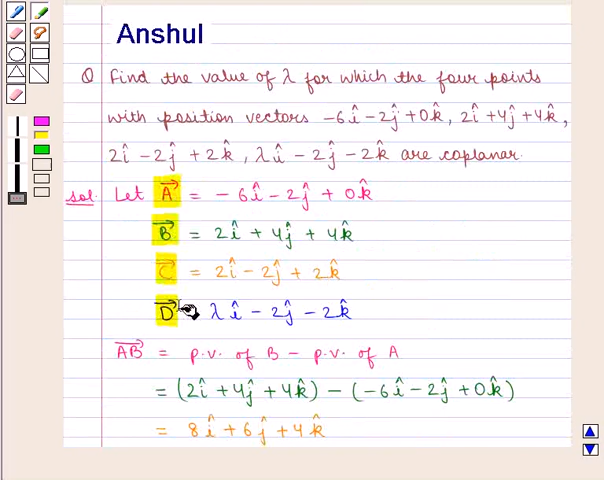 Anshul
Q Find the value of λ for which the four points
with position vectors -6î-2ĵ+0k̂, 2î+4ĵ+4k̂,
2î-2ĵ+2k̂, λî-2ĵ-2k̂ are coplanar.
Sol. Let A⃗ = -6î-2ĵ+0k̂
B⃗ = 2î+4ĵ+4k̂
C⃗ = 2î-2ĵ+2k̂
D⃗ = λî-2ĵ-2k̂
AB⃗ = p.v. of B - p.v. of A
= (2î+4ĵ+4k̂) - (-6î-2ĵ+0k̂)
= 8î+6ĵ+4k̂